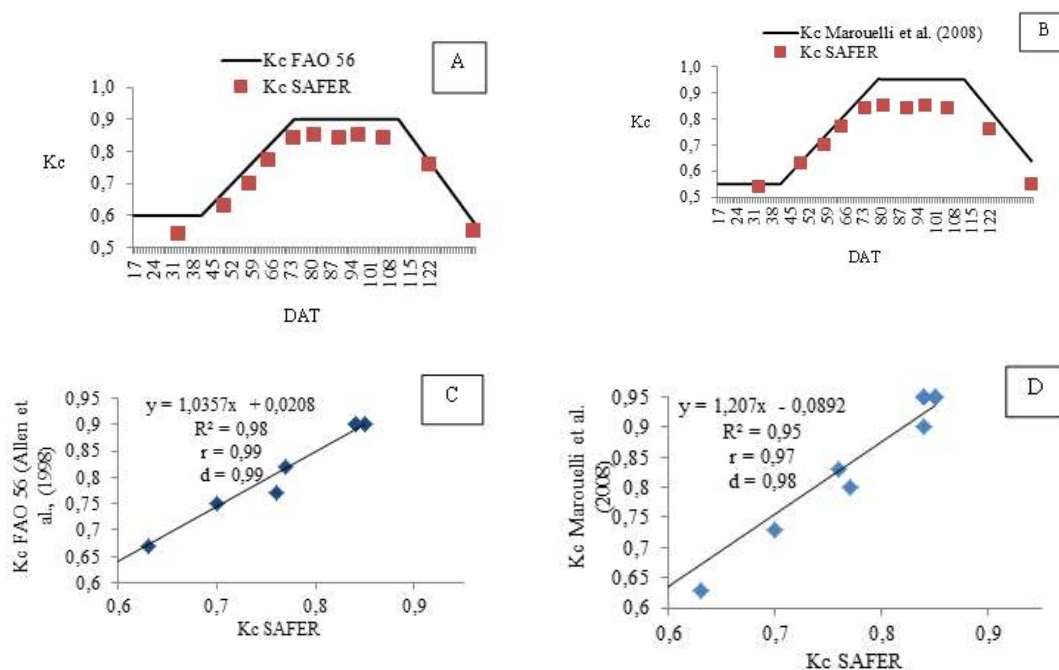 Kc FAO 56
Kc SAFER
A
1,0
0,9
0,8
0,7
0,6
0,5
Kc
17 24 31 38 45 52 59 66 73 80 87 94 101 108 115 122
DAT
Kc Marouelli et al. (2008)
Kc SAFER
B
1,0
0,9
0,8
0,7
0,6
0,5
Kc
17 24 31 38 45 52 59 66 73 80 87 94 101 108 115 122
DAT
C
y = 1,0357x + 0,0208
R² = 0,98
r = 0,99
d = 0,99
0,95
0,9
0,85
0,8
0,75
0,7
0,65
0,6
Kc FAO 56 (Allen et
al., (1998)
0,6 0,7 0,8 0,9
Kc SAFER
D
y = 1,207x - 0,0892
R² = 0,95
r = 0,97
d = 0,98
0,95
0,9
0,85
0,8
0,75
0,7
0,65
0,6
Kc Marouelli et al.
(2008)
0,6 0,7 0,8 0,9
Kc SAFER